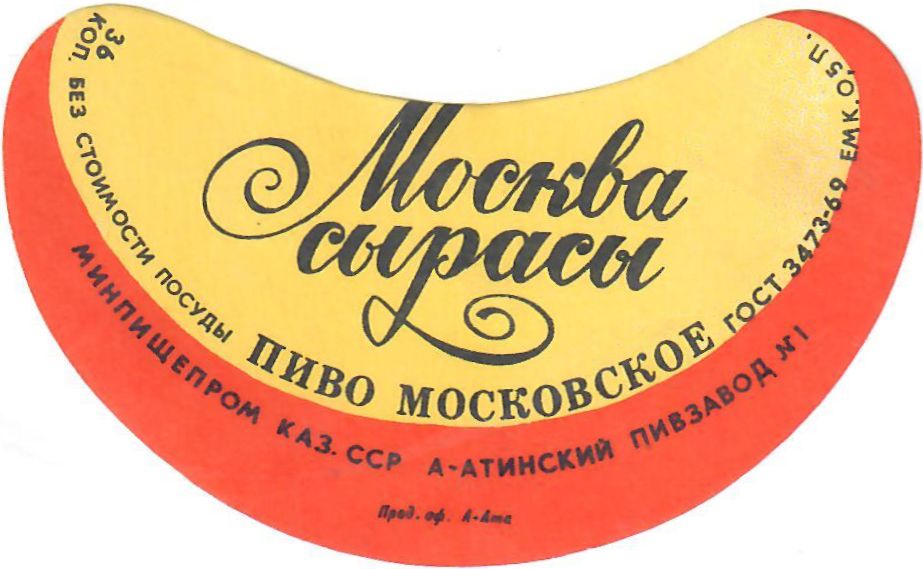 36
КОП. БЕЗ СТОИМОСТИ ПОСУДЫ
Москва
сырасы
ПИВО МОСКОВСКОЕ
ГОСТ 3473-69 ЕМК. 0,5Л.
МИНПИЩЕПРОМ КАЗ. ССР А-АТИНСКИЙ ПИВЗАВОД №1
Прод. оф. А-Ата